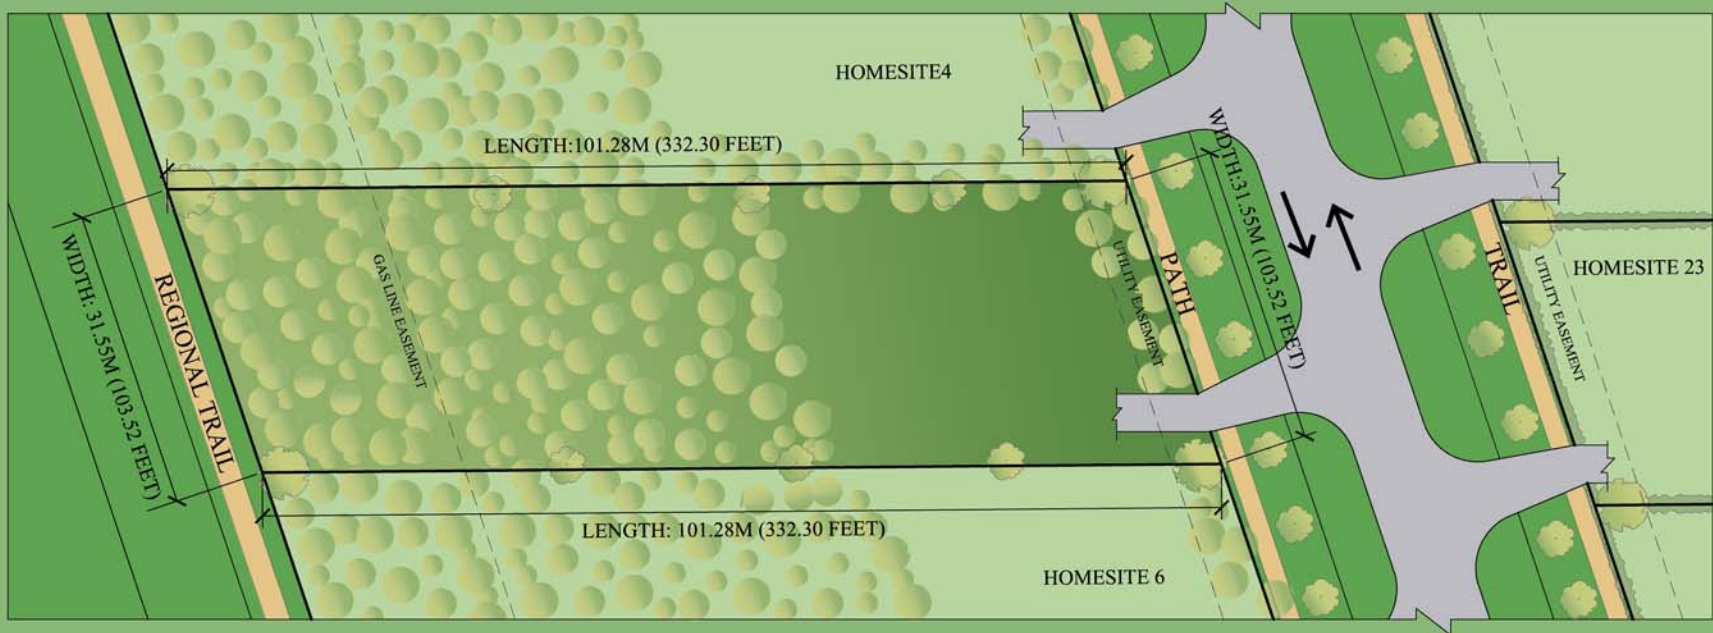 HOMESITE4
LENGTH:101.28M (332.30 FEET)
WIDTH:31.55M (103.52 FEET)
WIDTH: 31.55M (103.52 FEET)
REGIONAL TRAIL
GAS LINE EASEMENT
UTILITY EASEMENT
PATH
TRAIL
UTILITY EASEMENT
HOMESITE 23
LENGTH: 101.28M (332.30 FEET)
HOMESITE 6